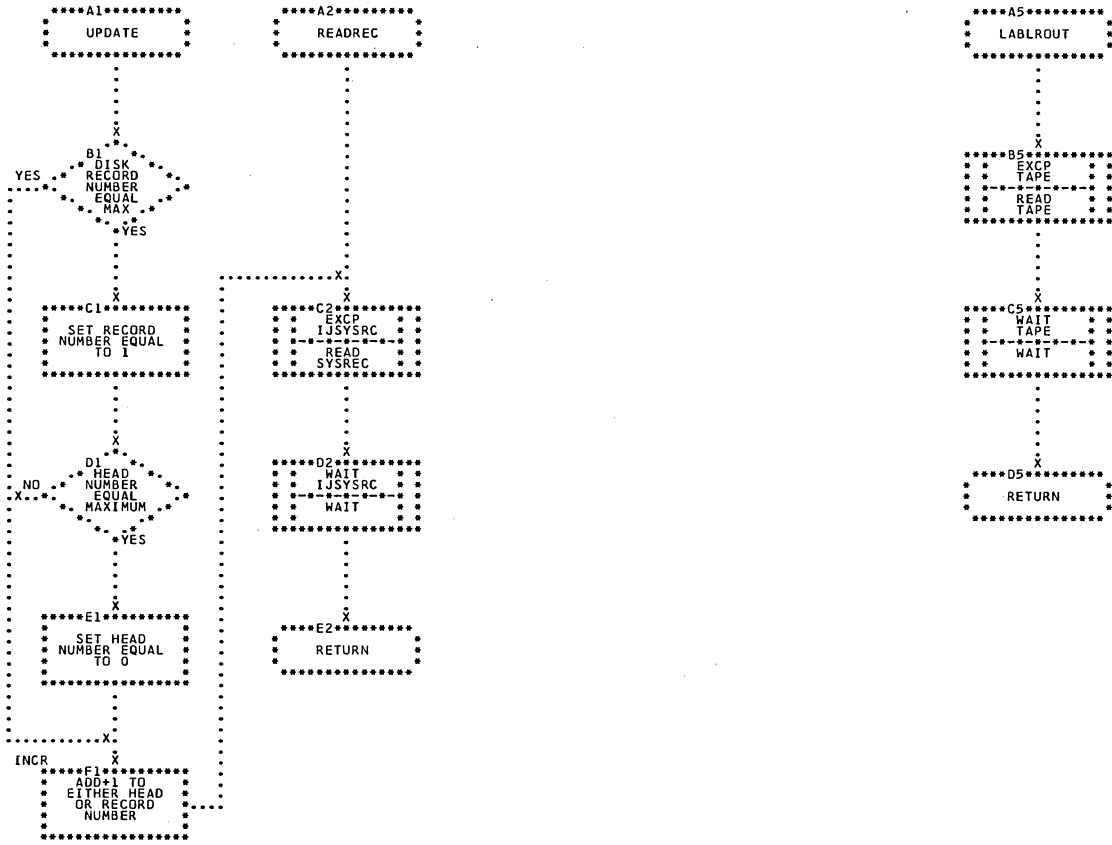 A1
UPDATE
B1
DISK
RECORD
NUMBER
EQUAL
MAX
YES
YES
C1
SET RECORD
NUMBER EQUAL
TO 1
D1
HEAD
NUMBER
EQUAL
MAXIMUM
NO
X
YES
E1
SET HEAD
NUMBER EQUAL
TO 0
INCR
F1
ADD+1 TO
EITHER HEAD
OR RECORD
NUMBER
A2
READREC
C2
EXCP
IJSYSRC
READ
SYSREC
D2
WAIT
IJSYSRC
WAIT
E2
RETURN
A5
LABLROUT
B5
EXCP
TAPE
READ
TAPE
C5
WAIT
TAPE
WAIT
D5
RETURN